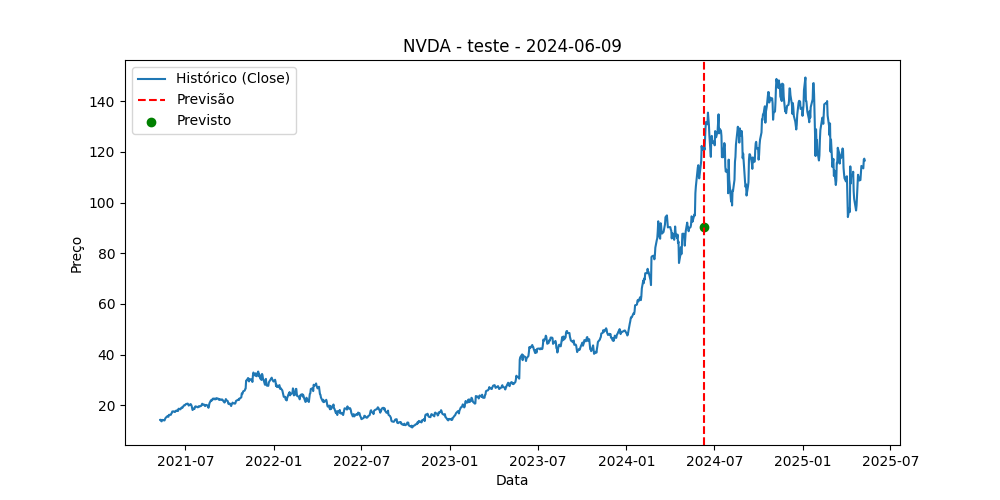 NVDA - teste - 2024-06-09
Histórico (Close)
Previsão
Previsto
Preço
140
120
100
80
60
40
20
2021-07 2022-01 2022-07 2023-01 2023-07 2024-01 2024-07 2025-01 2025-07
Data